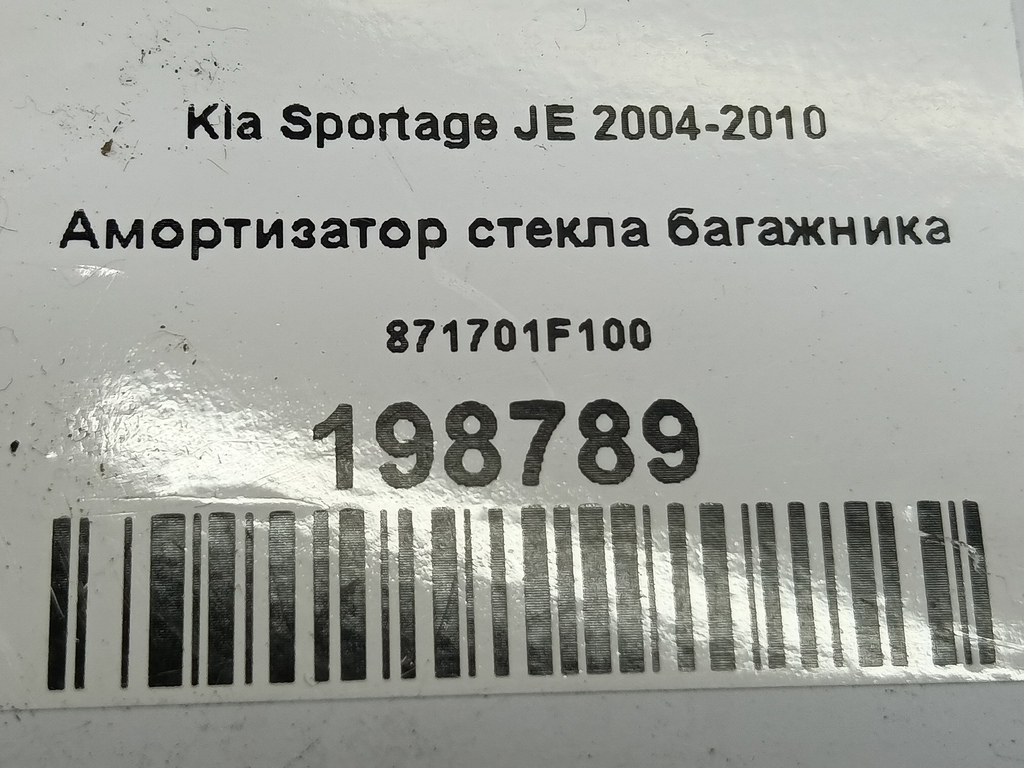 Kia Sportage JE 2004-2010
Амортизатор стекла багажника
871701F100
198789